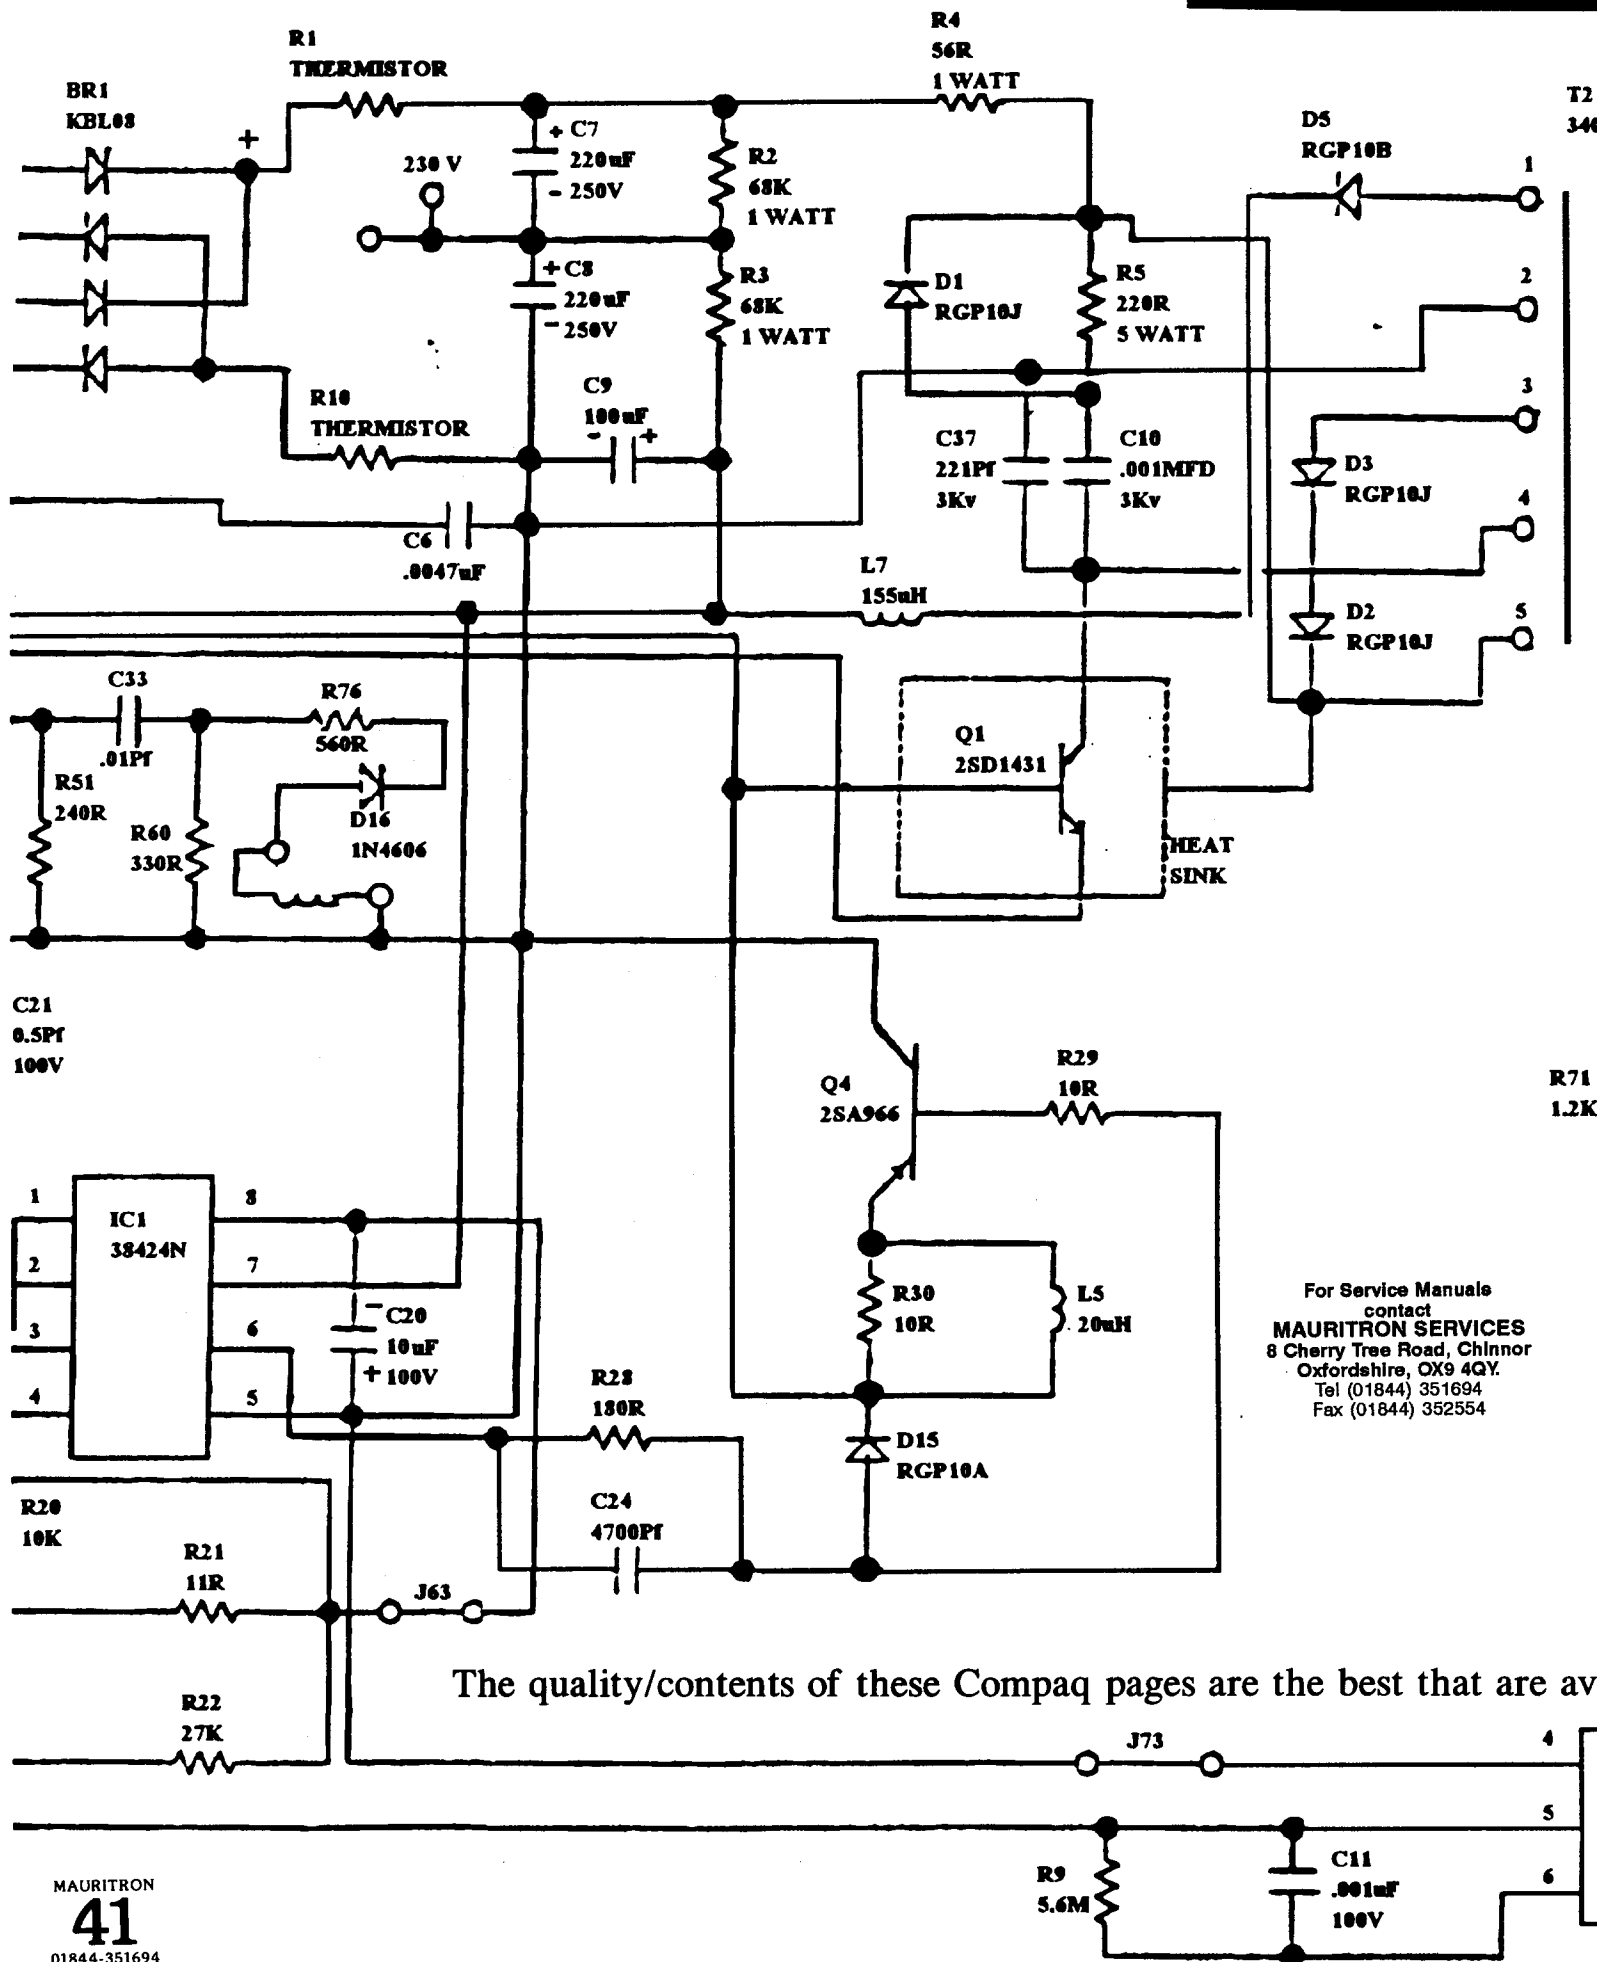 R1
THERMISTOR
BR1
KBL08
+
230 V
+ C7
220uF
- 250V
R2
68K
1 WATT
R4
56R
1 WATT
D5
RGP10B
T2
1
+ C8
220uF
- 250V
R3
68K
1 WATT
D1
RGP10J
R5
220R
5 WATT
2
R10
THERMISTOR
C9
100uF
- +
C37
221Pf
3Kv
C10
.001MFD
3Kv
3
D3
RGP10J
4
C6
.0047uF
L7
155uH
D2
RGP10J
5
C33
.01Pf
R76
560R
R51
240R
R60
330R
D16
1N4606
Q1
2SD1431
HEAT
SINK
C21
0.5Pf
100V
Q4
2SA966
R29
10R
R71
1.2K
1
2
3
4
IC1
38424N
8
7
6
5
- C20
10uF
+ 100V
R30
10R
L5
20uH
For Service Manuals
contact
MAURITRON SERVICES
8 Cherry Tree Road, Chinnor
Oxfordshire, OX9 4QY.
Tel (01844) 351694
Fax (01844) 352554
R28
180R
D15
RGP10A
R20
10K
C24
4700Pf
R21
11R
J63
The quality/contents of these Compaq pages are the best that are av
R22
27K
J73
4
5
6
R9
5.6M
C11
.001uF
100V
MAURITRON
41
01844-351694